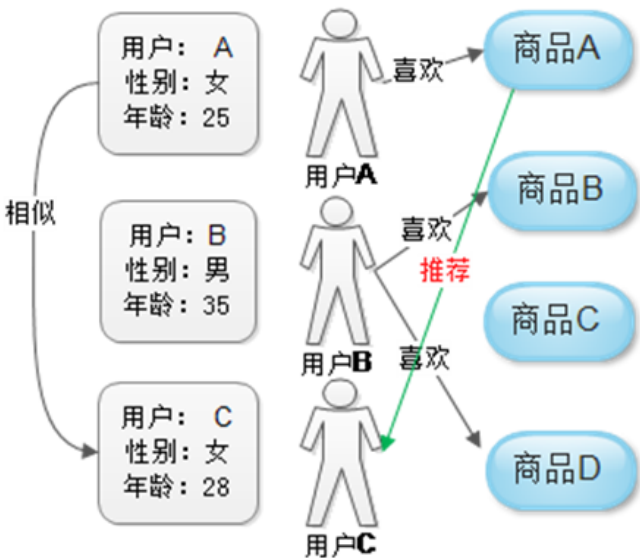 用户： A
性别：女
年龄：25
喜欢
商品A
用户A
相似
用户：B
性别：男
年龄：35
喜欢
商品B
推荐
喜欢
商品C
用户B
用户： C
性别：女
年龄：28
商品D
用户C